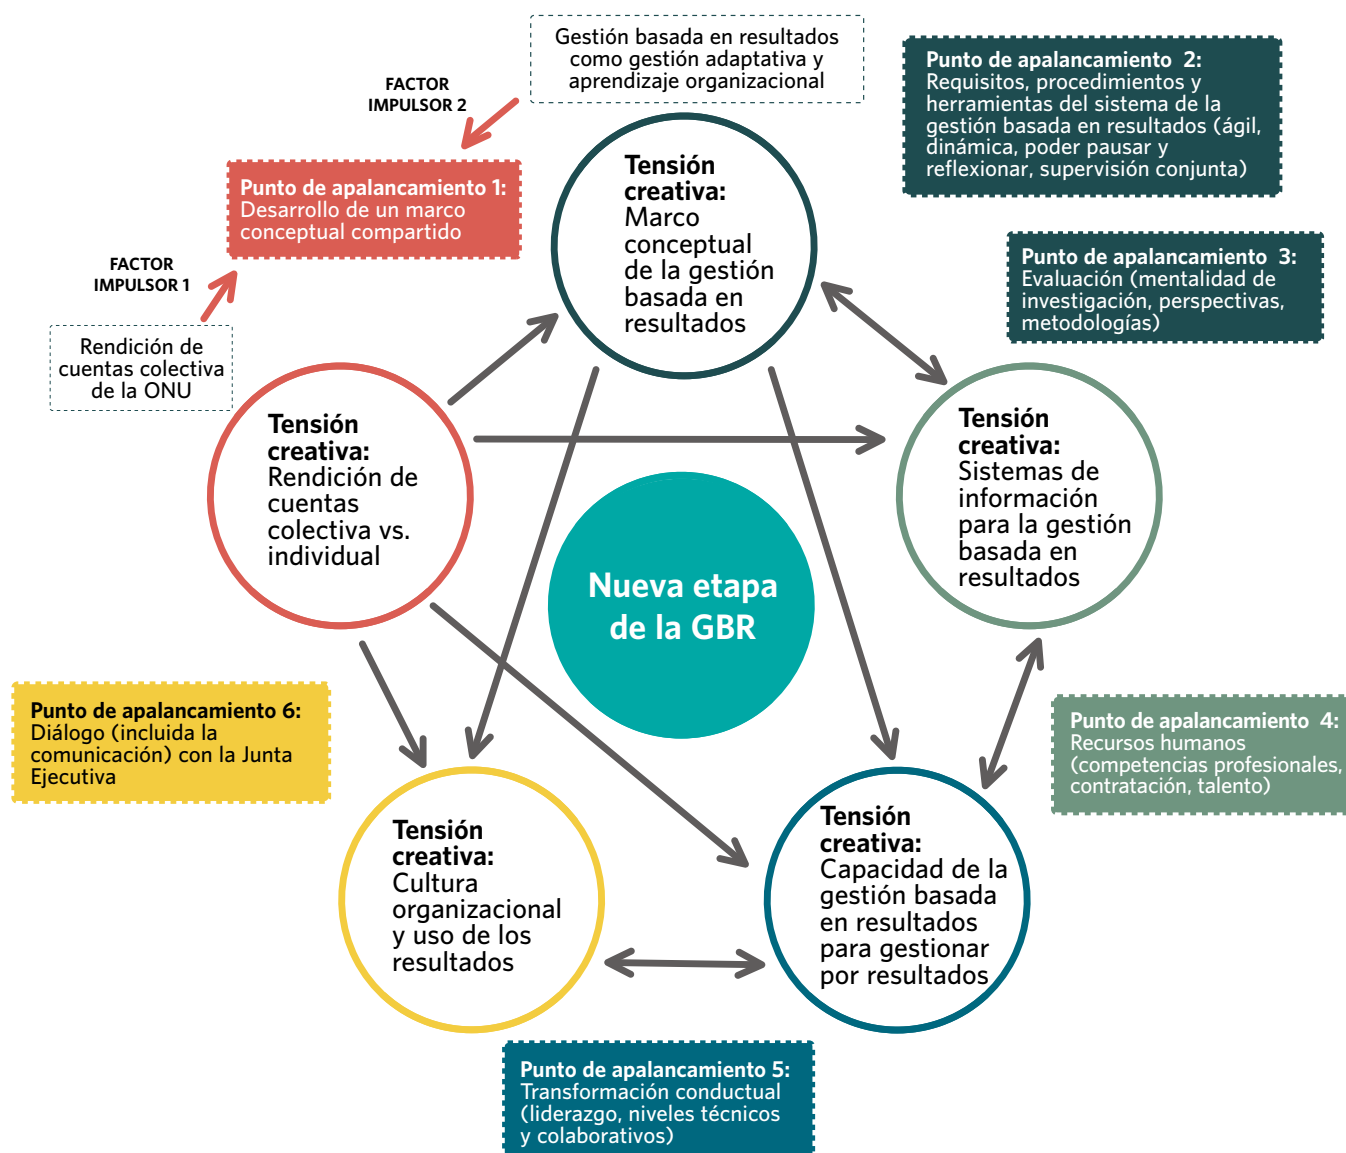 Gestión basada en resultados
como gestión adaptativa y
aprendizaje organizacional
FACTOR
IMPULSOR 2
Punto de apalancamiento 2:
Requisitos, procedimientos y
herramientas del sistema de la
gestión basada en resultados (ágil,
dinámica, poder pausar y
reflexionar, supervisión conjunta)
Punto de apalancamiento 1:
Desarrollo de un marco
conceptual compartido
Tensión
creativa:
Marco
conceptual
de la gestión
basada en
resultados
FACTOR
IMPULSOR 1
Punto de apalancamiento 3:
Evaluación (mentalidad de
investigación, perspectivas,
metodologías)
Rendición de
cuentas colectiva
de la ONU
Tensión
creativa:
Rendición de
cuentas
colectiva vs.
individual
Tensión
creativa:
Sistemas de
información
para la gestión
basada en
resultados
Nueva etapa
de la GBR
Punto de apalancamiento 6:
Diálogo (incluida la
comunicación) con la Junta
Ejecutiva
Punto de apalancamiento 4:
Recursos humanos
(competencias profesionales,
contratación, talento)
Tensión
creativa:
Cultura
organizacional
y uso de los
resultados
Tensión
creativa:
Capacidad de la
gestión basada
en resultados
para gestionar
por resultados
Punto de apalancamiento 5:
Transformación conductual
(liderazgo, niveles técnicos
y colaborativos)